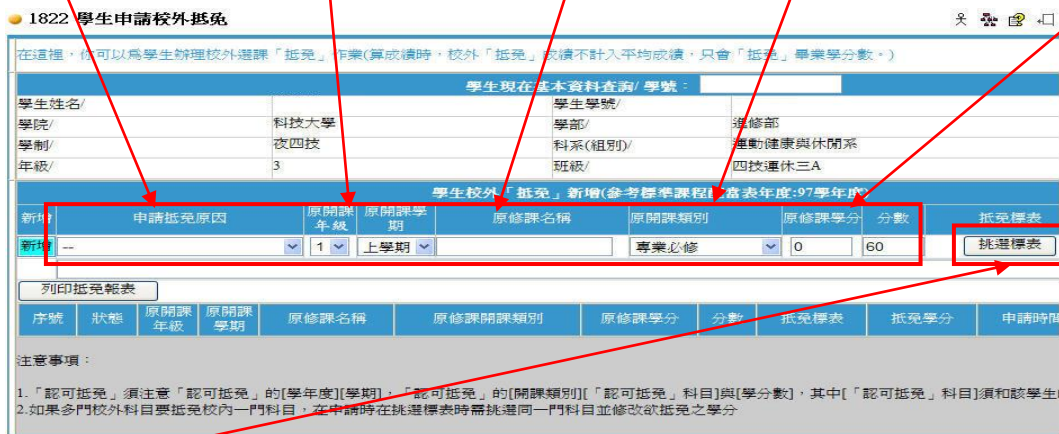 1822 學生申請校外抵免
在這裡，你可以為學生辦理校外選課「抵免」作業(算成績時，校外「抵免」成績不計入平均成績，只會「抵免」畢業學分數。)
學生現在基本資料查詢/ 學號：
學生姓名/ 學生學號/
學院/ 科技大學 學部/ 進修部
學制/ 夜四技 科系(組別)/ 運動健康與休閒系
年級/ 3 班級/ 四技運休三A
學生校外「抵免」新增(參考標準課程 富表年度:97學年度)
新增 申請抵免原因 原開課年級 原開課學期 原修課名稱 原開課類別 原修課學分 分數 抵免標表
新增 -- 1 上學期 專業必修 0 60 挑選標表
列印抵免報表
序號 狀態 原開課年級 原開課學期 原修課名稱 原修課開課類別 原修課學分 分數 抵免標表 抵免學分 申請時間
注意事項：
1.「認可抵免」須注意「認可抵免」的[學年度][學期]，「認可抵免」的[開課類別][「認可抵免」科目]與[學分數]，其中[「認可抵免」科目]須和該學生
2.如果多門校外科目要抵免校內一門科目，在申請時在挑選標表時需挑選同一門科目並修改欲抵免之學分